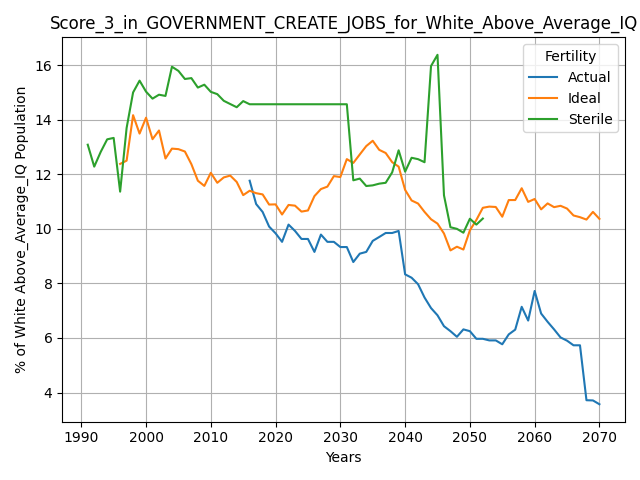 Score_3_in_GOVERNMENT_CREATE_JOBS_for_White_Above_Average_IQ
% of White Above_Average_IQ Population
16
14
12
10
8
6
4
Fertility
Actual
Ideal
Sterile
1990 2000 2010 2020 2030 2040 2050 2060 2070
Years